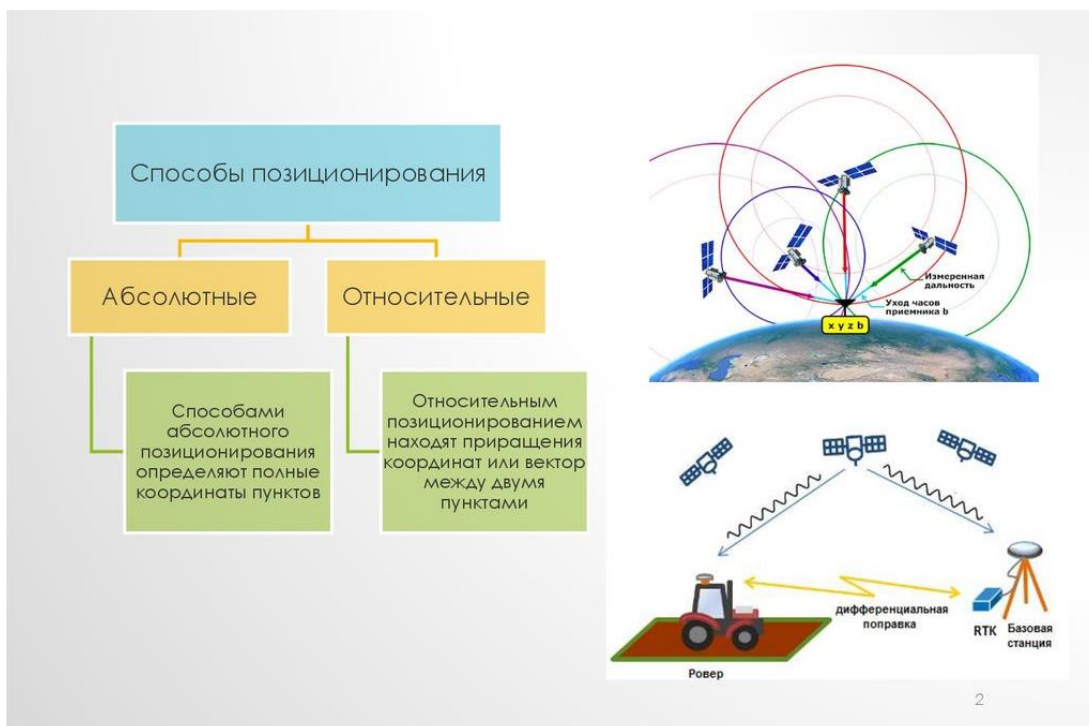 Способы позиционирования
Абсолютные
Относительные
Способами
абсолютного
позиционирования
определяют полные
координаты пунктов
Относительным
позиционированием
находят приращения
координат или вектор
между двумя
пунктами
Измеренная
дальность
Уход часов
приемника b
x y z b
дифференциальная
поправка
RTK
Базовая
станция
Ровер
2